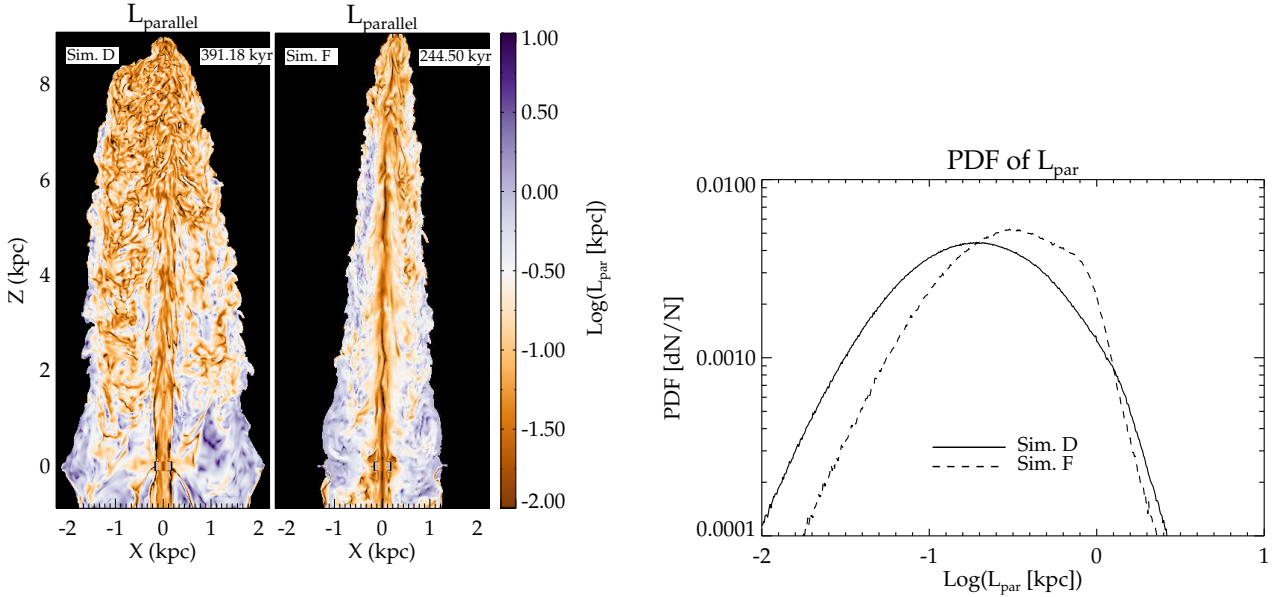 L_parallel L_parallel
Sim. D 391.18 kyr Sim. F 244.50 kyr
1.00
0.50
0.00
-0.50
-1.00
-1.50
-2.00
Log(L_par [kpc])
8
6
4
2
0
Z (kpc)
-2 -1 0 1 2 -2 -1 0 1 2
X (kpc) X (kpc)
PDF of L_par
0.0100
0.0010
0.0001
PDF [dN/N]
Sim. D
Sim. F
-2 -1 0 1
Log(L_par [kpc])